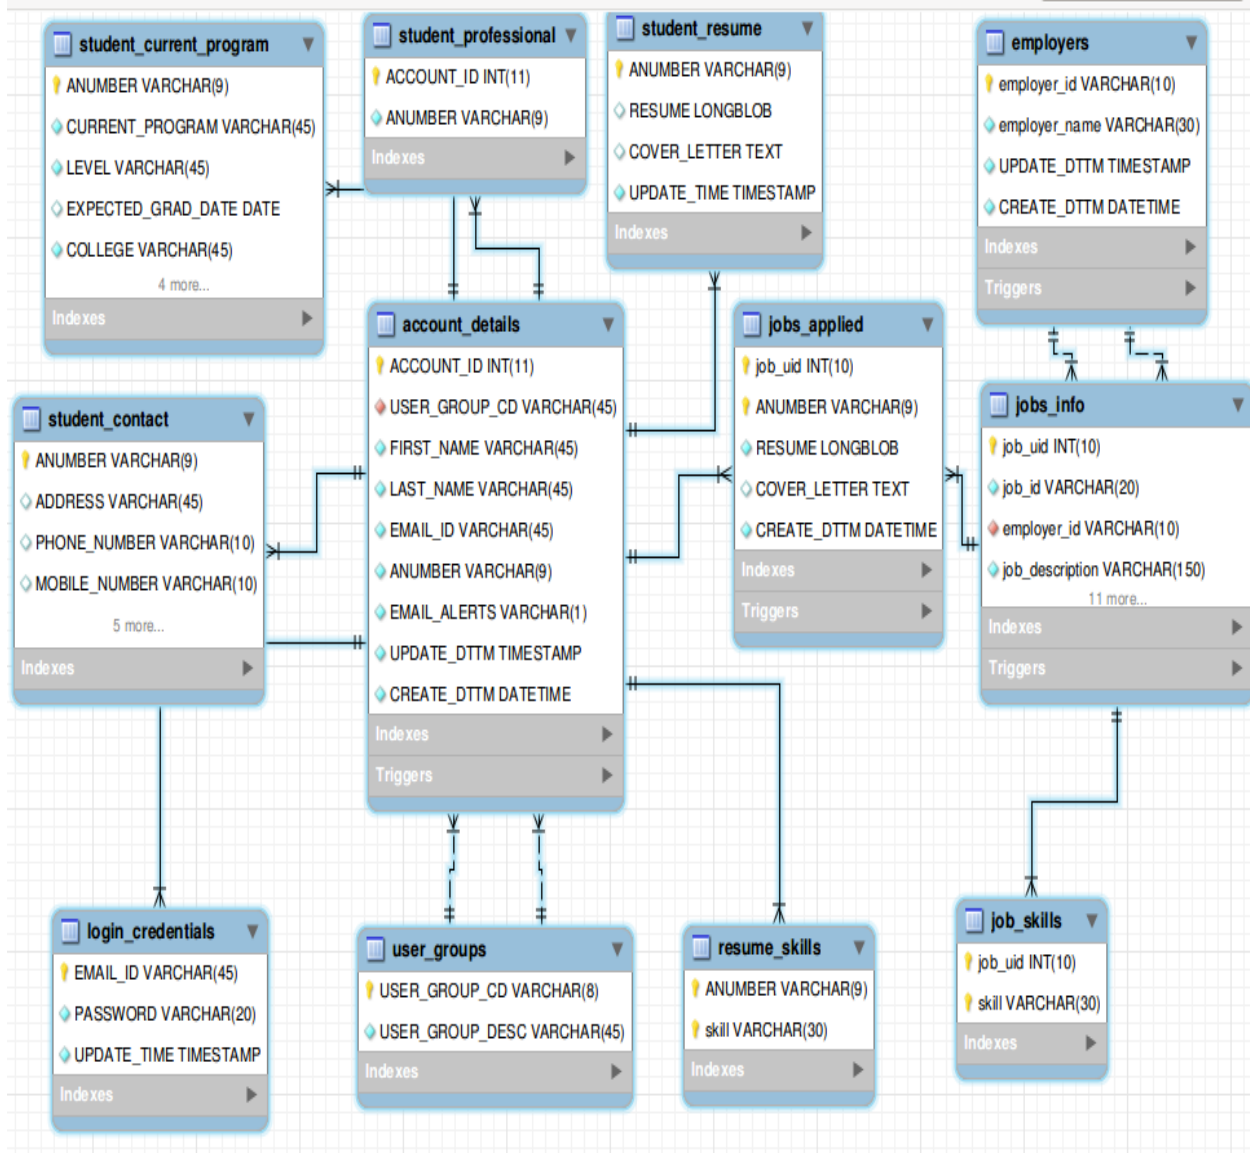 student_current_program
ANUMBER VARCHAR(9)
CURRENT_PROGRAM VARCHAR(45)
LEVEL VARCHAR(45)
EXPECTED_GRAD_DATE DATE
COLLEGE VARCHAR(45)
4 more...
Indexes
student_professional
ACCOUNT_ID INT(11)
ANUMBER VARCHAR(9)
Indexes
student_resume
ANUMBER VARCHAR(9)
RESUME LONGBLOB
COVER_LETTER TEXT
UPDATE_TIME TIMESTAMP
Indexes
employers
employer_id VARCHAR(10)
employer_name VARCHAR(30)
UPDATE_DTTM TIMESTAMP
CREATE_DTTM DATETIME
Indexes
Triggers
student_contact
ANUMBER VARCHAR(9)
ADDRESS VARCHAR(45)
PHONE_NUMBER VARCHAR(10)
MOBILE_NUMBER VARCHAR(10)
5 more...
Indexes
account_details
ACCOUNT_ID INT(11)
USER_GROUP_CD VARCHAR(45)
FIRST_NAME VARCHAR(45)
LAST_NAME VARCHAR(45)
EMAIL_ID VARCHAR(45)
ANUMBER VARCHAR(9)
EMAIL_ALERTS VARCHAR(1)
UPDATE_DTTM TIMESTAMP
CREATE_DTTM DATETIME
Indexes
Triggers
jobs_applied
job_uid INT(10)
ANUMBER VARCHAR(9)
RESUME LONGBLOB
COVER_LETTER TEXT
CREATE_DTTM DATETIME
Indexes
Triggers
jobs_info
job_uid INT(10)
job_id VARCHAR(20)
employer_id VARCHAR(10)
job_description VARCHAR(150)
11 more...
Indexes
Triggers
login_credentials
EMAIL_ID VARCHAR(45)
PASSWORD VARCHAR(20)
UPDATE_TIME TIMESTAMP
Indexes
user_groups
USER_GROUP_CD VARCHAR(8)
USER_GROUP_DESC VARCHAR(45)
Indexes
resume_skills
ANUMBER VARCHAR(9)
skill VARCHAR(30)
Indexes
job_skills
job_uid INT(10)
skill VARCHAR(30)
Indexes